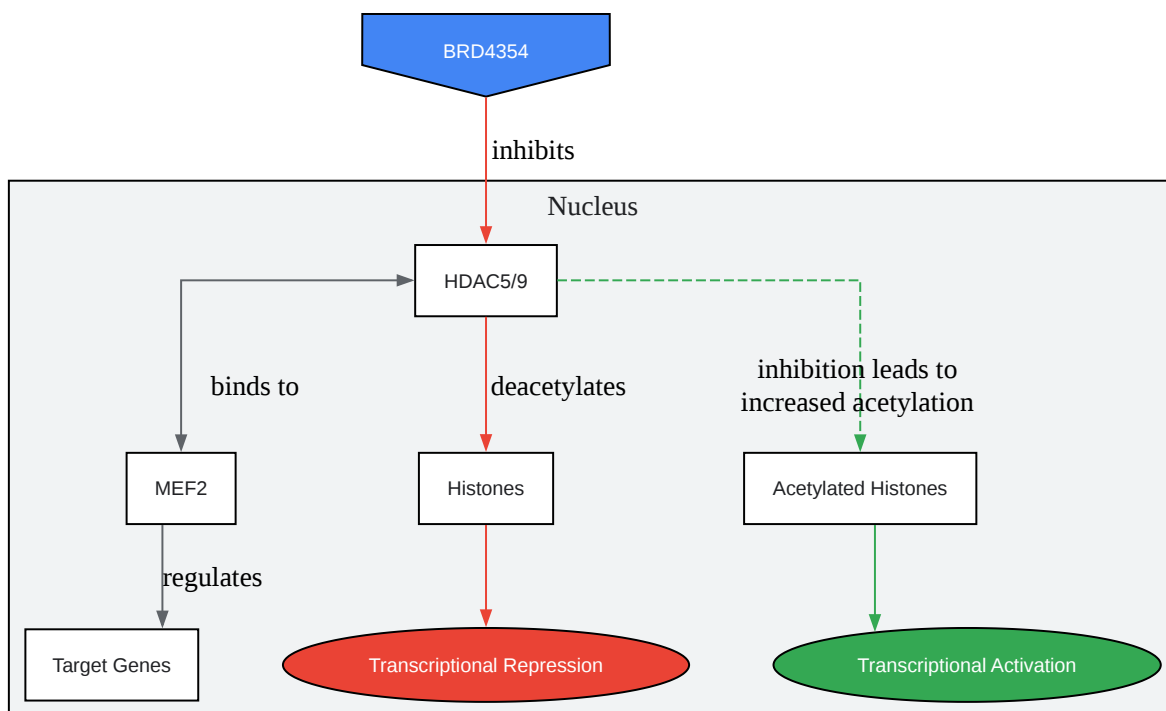 BRD4354
inhibits
Nucleus
HDAC5/9
binds to
deacetylates
inhibition leads to
increased acetylation
MEF2
Histones
Acetylated Histones
regulates
Target Genes
Transcriptional Repression
Transcriptional Activation